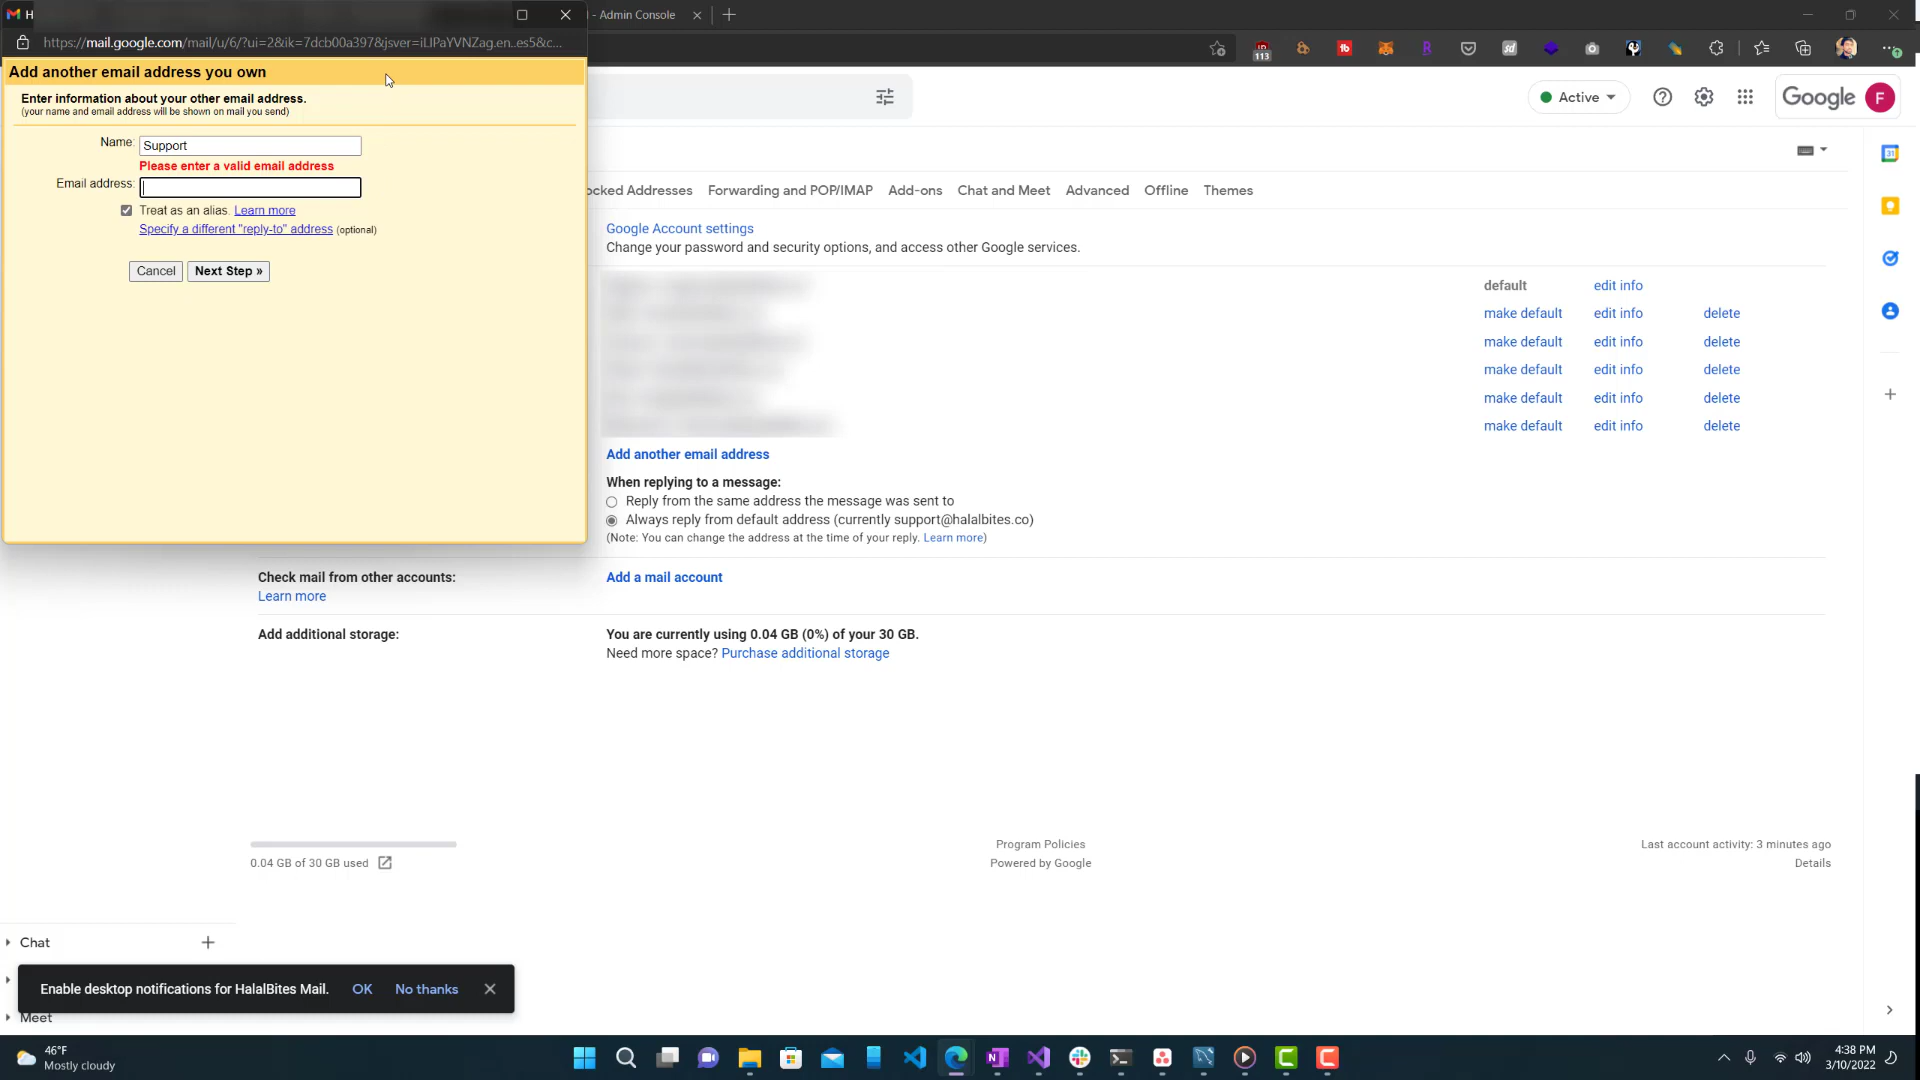 H
https://mail.google.com/mail/u/6/?ui=2&ik=7dcb00a397&jsver=iLIPaYVNZag.en..es5&c...
- Admin Console
113
Add another email address you own
Enter information about your other email address.
(your name and email address will be shown on mail you send)
Name: Support
Please enter a valid email address
Email address:
Treat as an alias. Learn more
Specify a different "reply-to" address (optional)
Cancel Next Step »
Active
Google
F
ocked Addresses Forwarding and POP/IMAP Add-ons Chat and Meet Advanced Offline Themes
Google Account settings
Change your password and security options, and access other Google services.
default edit info
make default edit info delete
make default edit info delete
make default edit info delete
make default edit info delete
make default edit info delete
Add another email address
When replying to a message:
Reply from the same address the message was sent to
Always reply from default address (currently support@halalbites.co)
(Note: You can change the address at the time of your reply. Learn more)
Check mail from other accounts: Add a mail account
Learn more
Add additional storage: You are currently using 0.04 GB (0%) of your 30 GB.
Need more space? Purchase additional storage
0.04 GB of 30 GB used
Program Policies
Powered by Google
Last account activity: 3 minutes ago
Details
Chat
Enable desktop notifications for HalalBites Mail. OK No thanks
Meet
46°F
Mostly cloudy
4:38 PM
3/10/2022